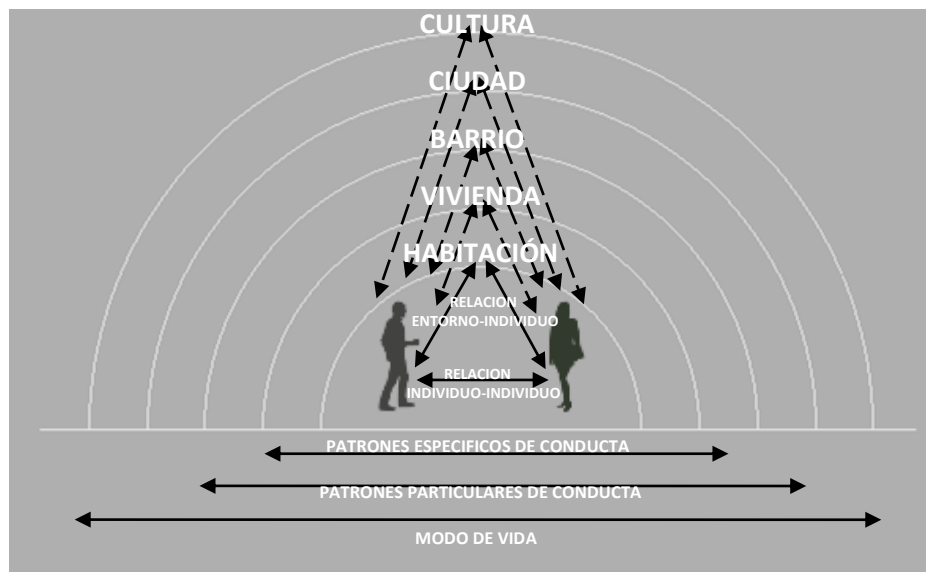 CULTURA
CIUDAD
BARRIO
VIVIENDA
HABITACIÓN
RELACION
ENTORNO-INDIVIDUO
RELACION
INDIVIDUO-INDIVIDUO
PATRONES ESPECIFICOS DE CONDUCTA
PATRONES PARTICULARES DE CONDUCTA
MODO DE VIDA